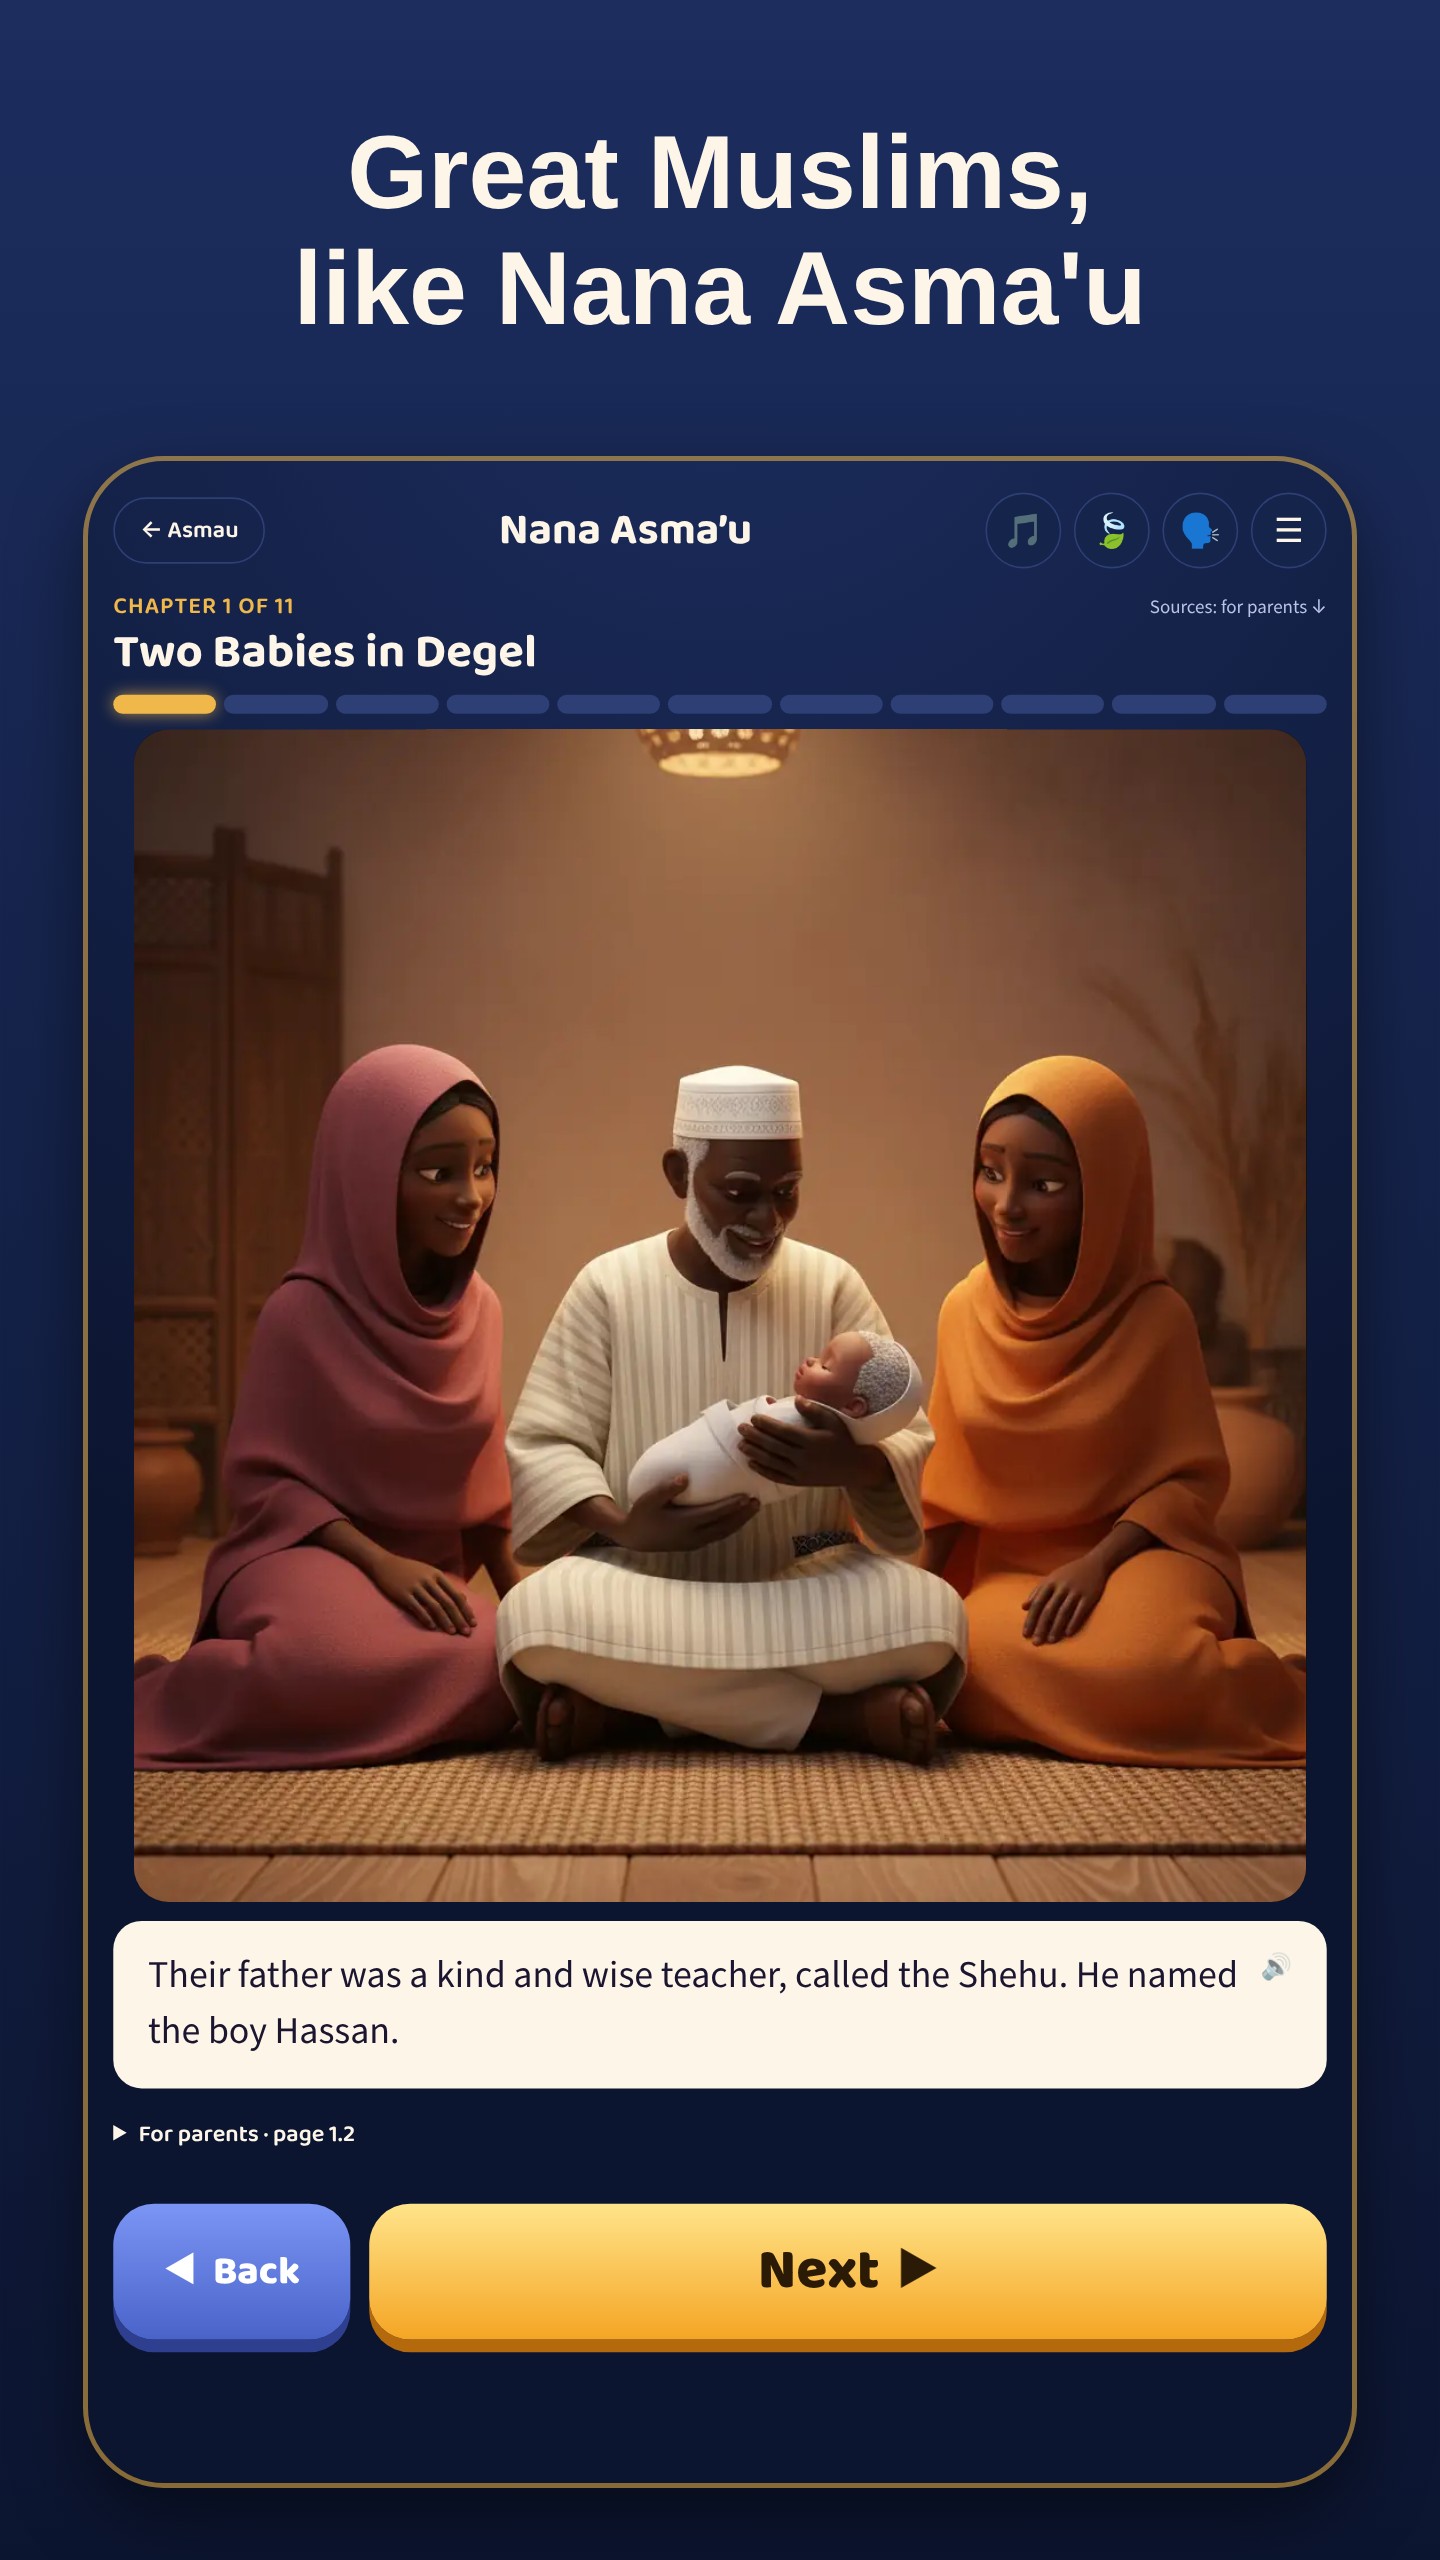 Great Muslims,
like Nana Asma'u
← Asmau
Nana Asma’u
CHAPTER 1 OF 11
Sources: for parents ↓
Two Babies in Degel
Their father was a kind and wise teacher, called the Shehu. He named
the boy Hassan.
▶ For parents · page 1.2
◀ Back
Next ▶